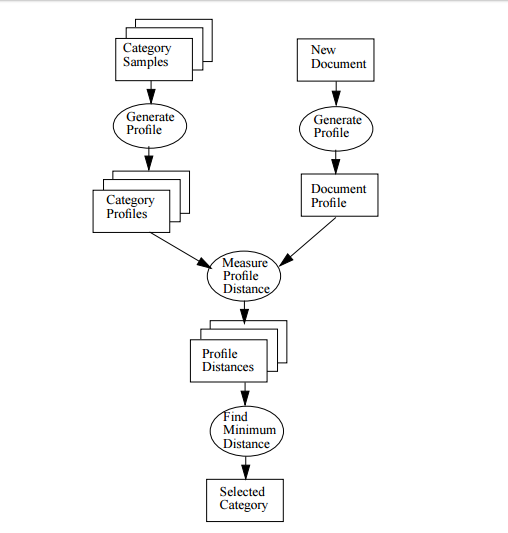 Category
Samples
New
Document
Generate
Profile
Generate
Profile
Category
Profiles
Document
Profile
Measure
Profile
Distance
Profile
Distances
Find
Minimum
Distance
Selected
Category